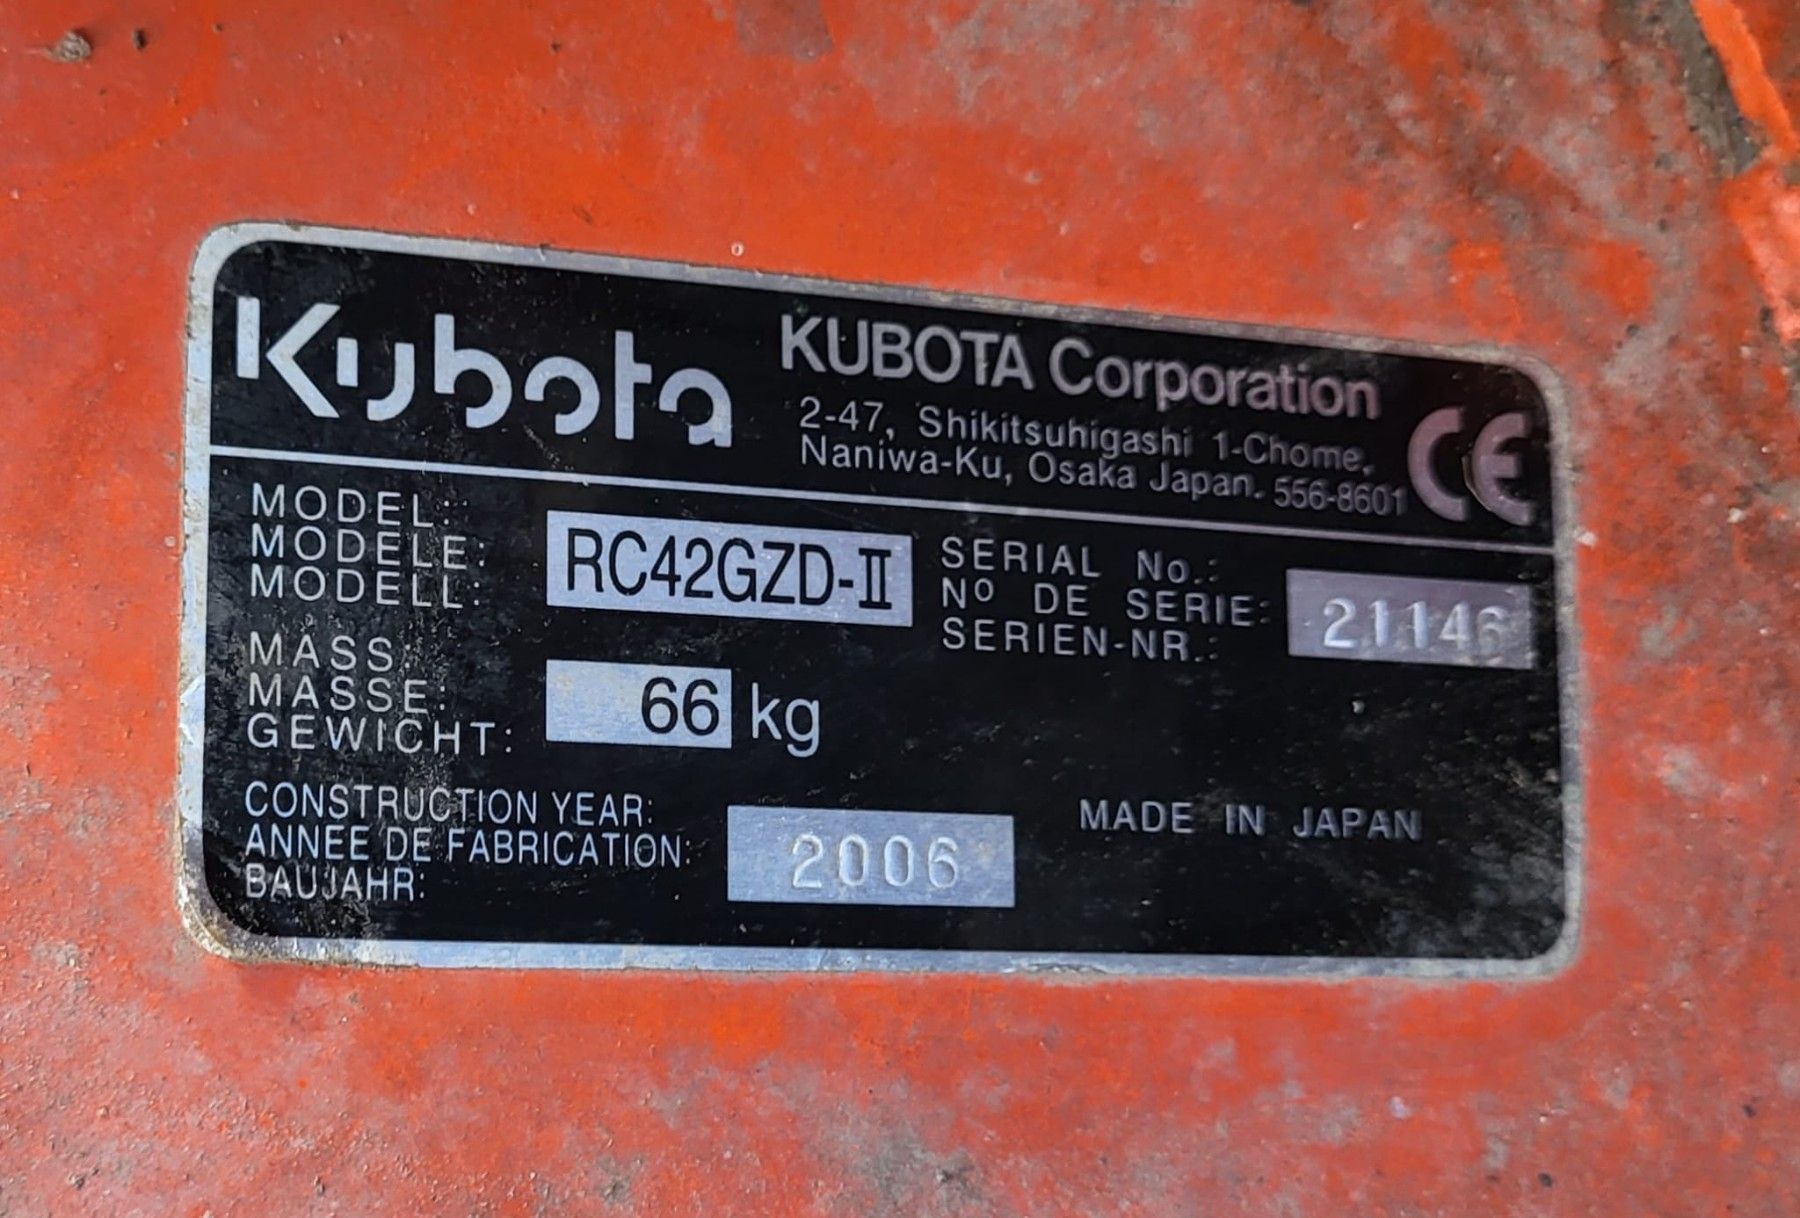 Kubota
KUBOTA Corporation
2-47, Shikitsuhigashi 1-Chome,
Naniwa-Ku, Osaka Japan. 556-8601
CE
MODEL:
MODELE:
MODELL:
RC42GZD-II
SERIAL No.:
Nº DE SERIE:
SERIEN-NR.:
21146
MASS:
MASSE:
GEWICHT:
66 kg
CONSTRUCTION YEAR:
ANNEE DE FABRICATION:
BAUJAHR:
2006
MADE IN JAPAN